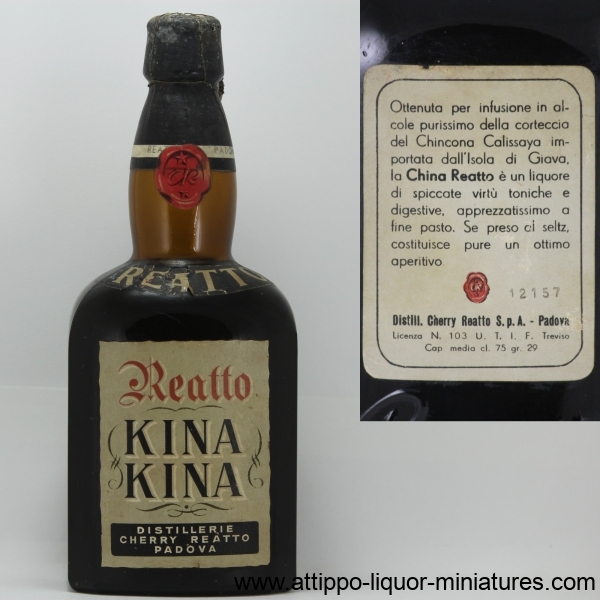 REATTO
Reatto
KINA
KINA
DISTILLERIE
CHERRY REATTO
PADOVA
Ottenuta per infusione in al-
cole purissimo della corteccia
del Chincona Calissaya im-
portata dall'Isola di Giava,
la China Reatto è un liquore
di spiccate virtù toniche e
digestive, apprezzatissimo a
fine pasto. Se preso al seltz,
costituisce pure un ottimo
aperitivo
12157
Distill. Cherry Reatto S.p.A. - Padova
Licenza N. 103 U. T. I. F. Treviso
Cap media cl. 75 gr. 29
www.attippo-liquor-miniatures.com